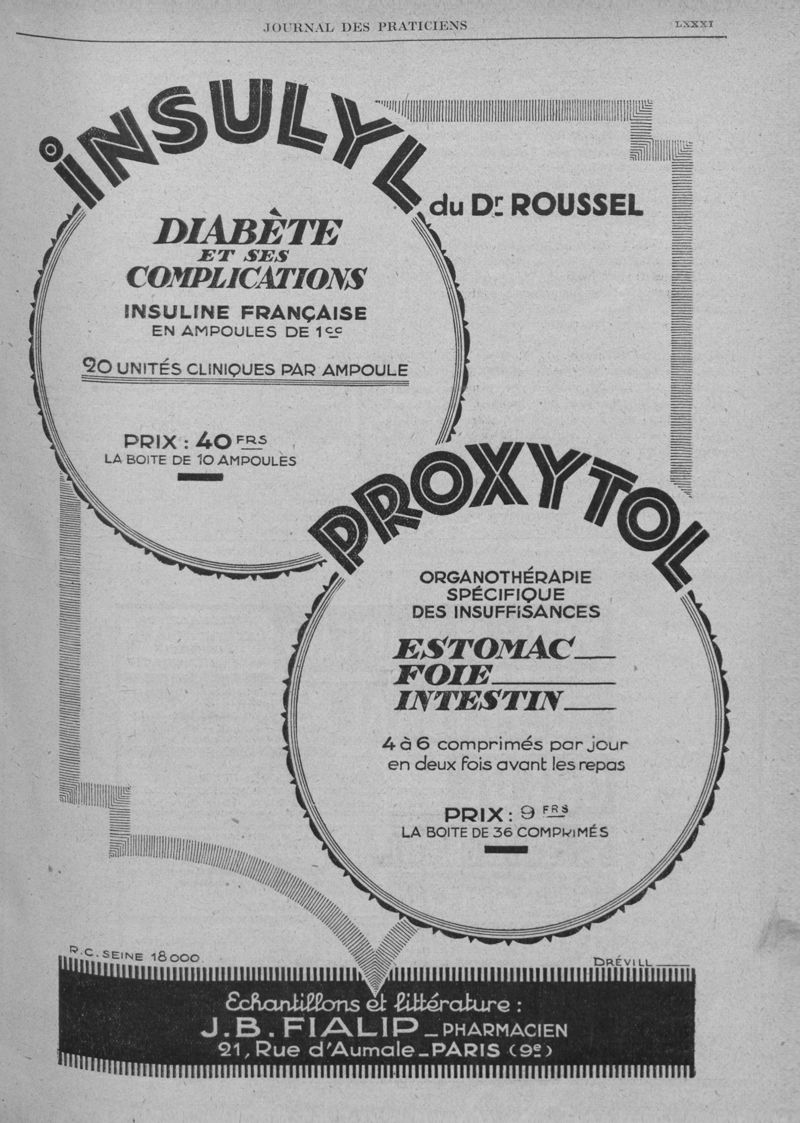 JOURNAL DES PRATICIENS
LXXXI
iNSULYL
du Dr ROUSSEL
DIABÈTE
ET SES
COMPLICATIONS
INSULINE FRANÇAISE
EN AMPOULES DE 1cc
20 UNITÉS CLINIQUES PAR AMPOULE
PRIX : 40 FRS
LA BOITE DE 10 AMPOULES
PROXYTOL
ORGANOTHÉRAPIE
SPÉCIFIQUE
DES INSUFFISANCES
ESTOMAC
FOIE
INTESTIN
4 à 6 comprimés par jour
en deux fois avant les repas
PRIX : 9 FRS
LA BOITE DE 36 COMPRIMÉS
R.C. SEINE 18000
DRÉVILL
Echantillons et littérature :
J.B. FIALIP _ PHARMACIEN
21, Rue d'Aumale _ PARIS (9e)